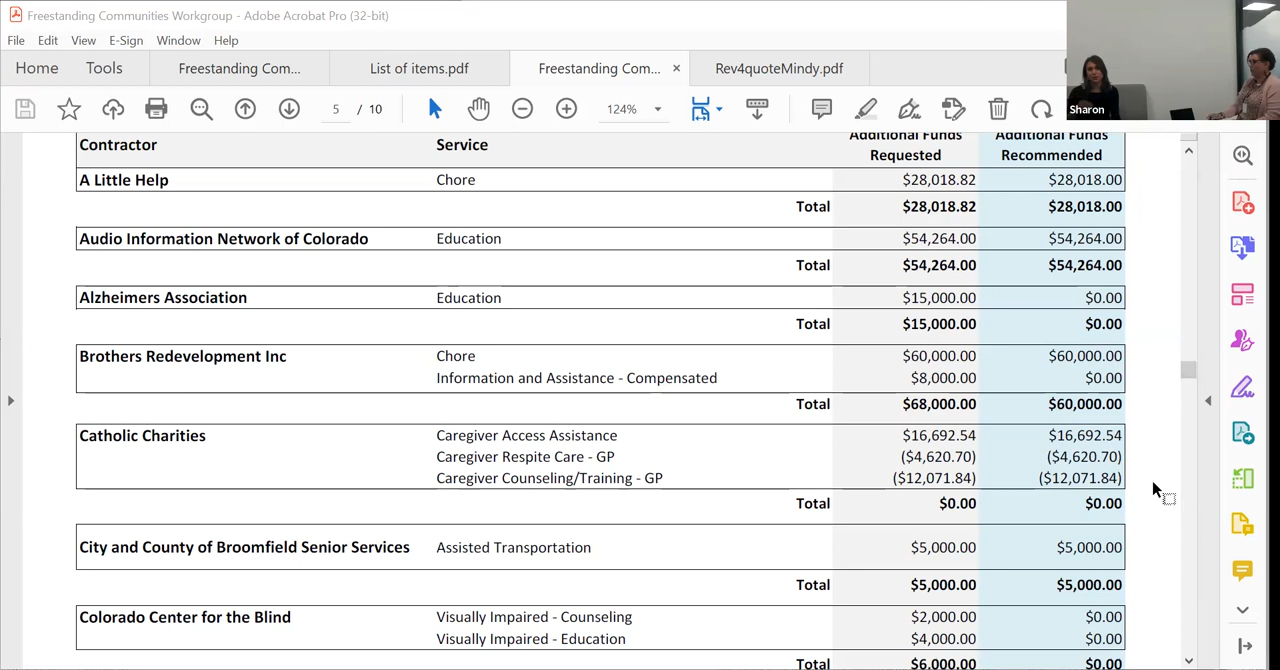 Freestanding Communities Workgroup - Adobe Acrobat Pro (32-bit)
File Edit View E-Sign Window Help
Home Tools Freestanding Com... List of items.pdf Freestanding Com... × Rev4quoteMindy.pdf
5 / 10 124%
Sharon
Contractor Service Additional Funds Requested Additional Funds Recommended
A Little Help Chore $28,018.82 $28,018.00
Total $28,018.82 $28,018.00
Audio Information Network of Colorado Education $54,264.00 $54,264.00
Total $54,264.00 $54,264.00
Alzheimers Association Education $15,000.00 $0.00
Total $15,000.00 $0.00
Brothers Redevelopment Inc Chore $60,000.00 $60,000.00
Information and Assistance - Compensated $8,000.00 $0.00
Total $68,000.00 $60,000.00
Catholic Charities Caregiver Access Assistance $16,692.54 $16,692.54
Caregiver Respite Care - GP ($4,620.70) ($4,620.70)
Caregiver Counseling/Training - GP ($12,071.84) ($12,071.84)
Total $0.00 $0.00
City and County of Broomfield Senior Services Assisted Transportation $5,000.00 $5,000.00
Total $5,000.00 $5,000.00
Colorado Center for the Blind Visually Impaired - Counseling $2,000.00 $0.00
Visually Impaired - Education $4,000.00 $0.00
Total $6,000.00 $0.00